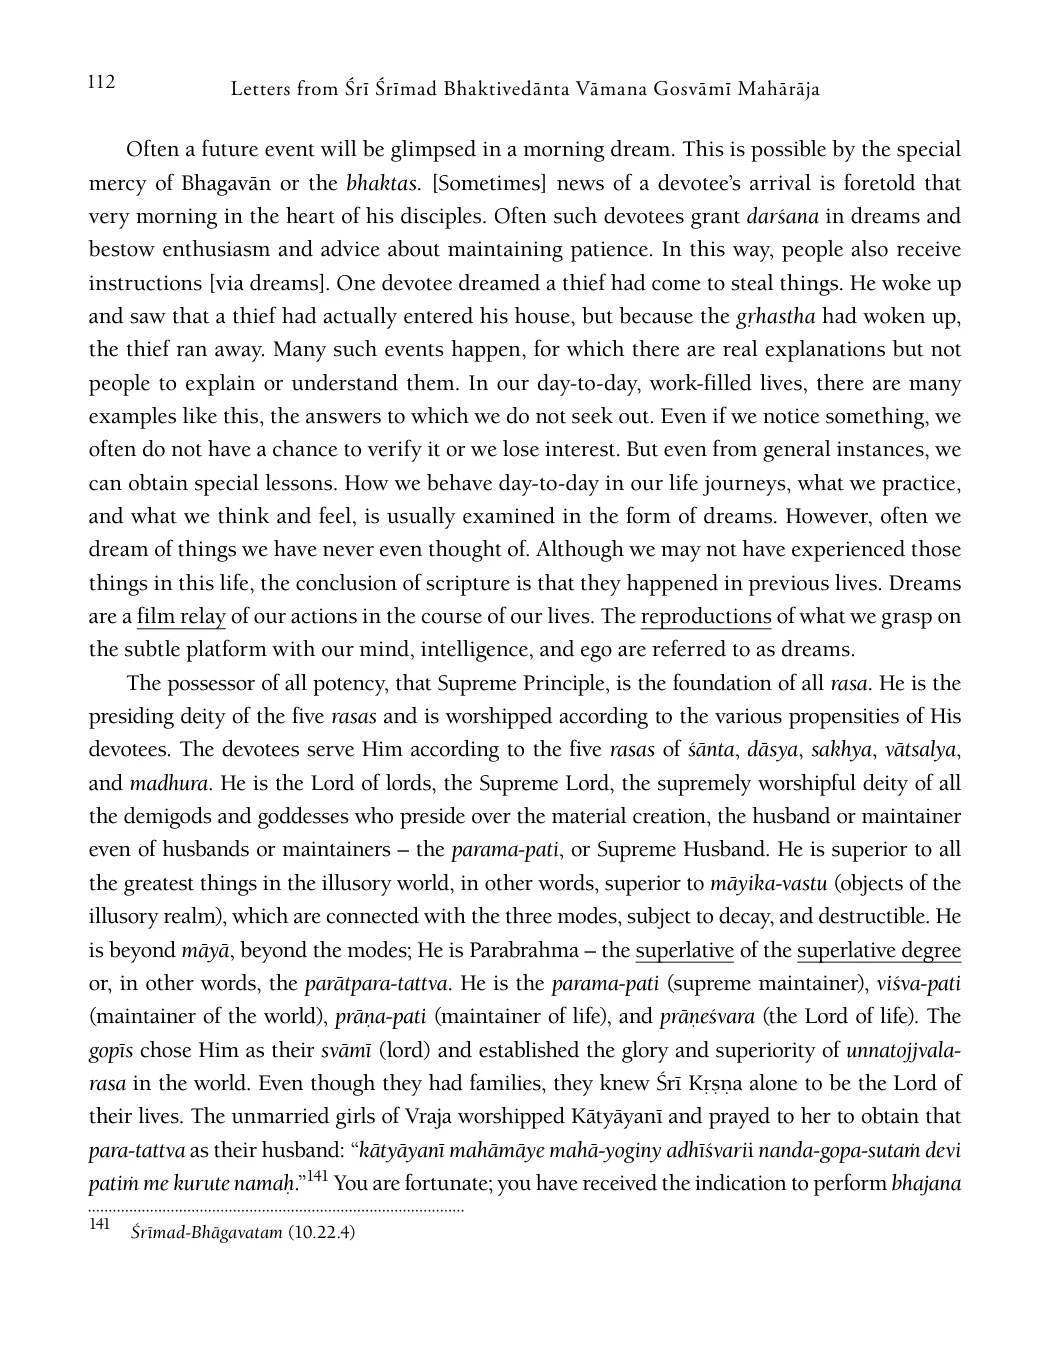 112
Letters from Śrī Śrīmad Bhaktivedānta Vāmana Gosvāmī Mahārāja
Often a future event will be glimpsed in a morning dream. This is possible by the special
mercy of Bhagavān or the bhaktas. [Sometimes] news of a devotee’s arrival is foretold that
very morning in the heart of his disciples. Often such devotees grant darśana in dreams and
bestow enthusiasm and advice about maintaining patience. In this way, people also receive
instructions [via dreams]. One devotee dreamed a thief had come to steal things. He woke up
and saw that a thief had actually entered his house, but because the gṛhastha had woken up,
the thief ran away. Many such events happen, for which there are real explanations but not
people to explain or understand them. In our day-to-day, work-filled lives, there are many
examples like this, the answers to which we do not seek out. Even if we notice something, we
often do not have a chance to verify it or we lose interest. But even from general instances, we
can obtain special lessons. How we behave day-to-day in our life journeys, what we practice,
and what we think and feel, is usually examined in the form of dreams. However, often we
dream of things we have never even thought of. Although we may not have experienced those
things in this life, the conclusion of scripture is that they happened in previous lives. Dreams
are a film relay of our actions in the course of our lives. The reproductions of what we grasp on
the subtle platform with our mind, intelligence, and ego are referred to as dreams.
The possessor of all potency, that Supreme Principle, is the foundation of all rasa. He is the
presiding deity of the five rasas and is worshipped according to the various propensities of His
devotees. The devotees serve Him according to the five rasas of śānta, dāsya, sakhya, vātsalya,
and madhura. He is the Lord of lords, the Supreme Lord, the supremely worshipful deity of all
the demigods and goddesses who preside over the material creation, the husband or maintainer
even of husbands or maintainers – the parama-pati, or Supreme Husband. He is superior to all
the greatest things in the illusory world, in other words, superior to māyika-vastu (objects of the
illusory realm), which are connected with the three modes, subject to decay, and destructible. He
is beyond māyā, beyond the modes; He is Parabrahma – the superlative of the superlative degree
or, in other words, the parātpara-tattva. He is the parama-pati (supreme maintainer), viśva-pati
(maintainer of the world), prāṇa-pati (maintainer of life), and prāṇeśvara (the Lord of life). The
gopīs chose Him as their svāmī (lord) and established the glory and superiority of unnatojjvala-
rasa in the world. Even though they had families, they knew Śrī Kṛṣṇa alone to be the Lord of
their lives. The unmarried girls of Vraja worshipped Kātyāyanī and prayed to her to obtain that
para-tattva as their husband: “kātyāyanī mahāmāye mahā-yoginy adhīśvarii nanda-gopa-sutaṁ devi
patiṁ me kurute namaḥ.”141 You are fortunate; you have received the indication to perform bhajana
141 Śrīmad-Bhāgavatam (10.22.4)